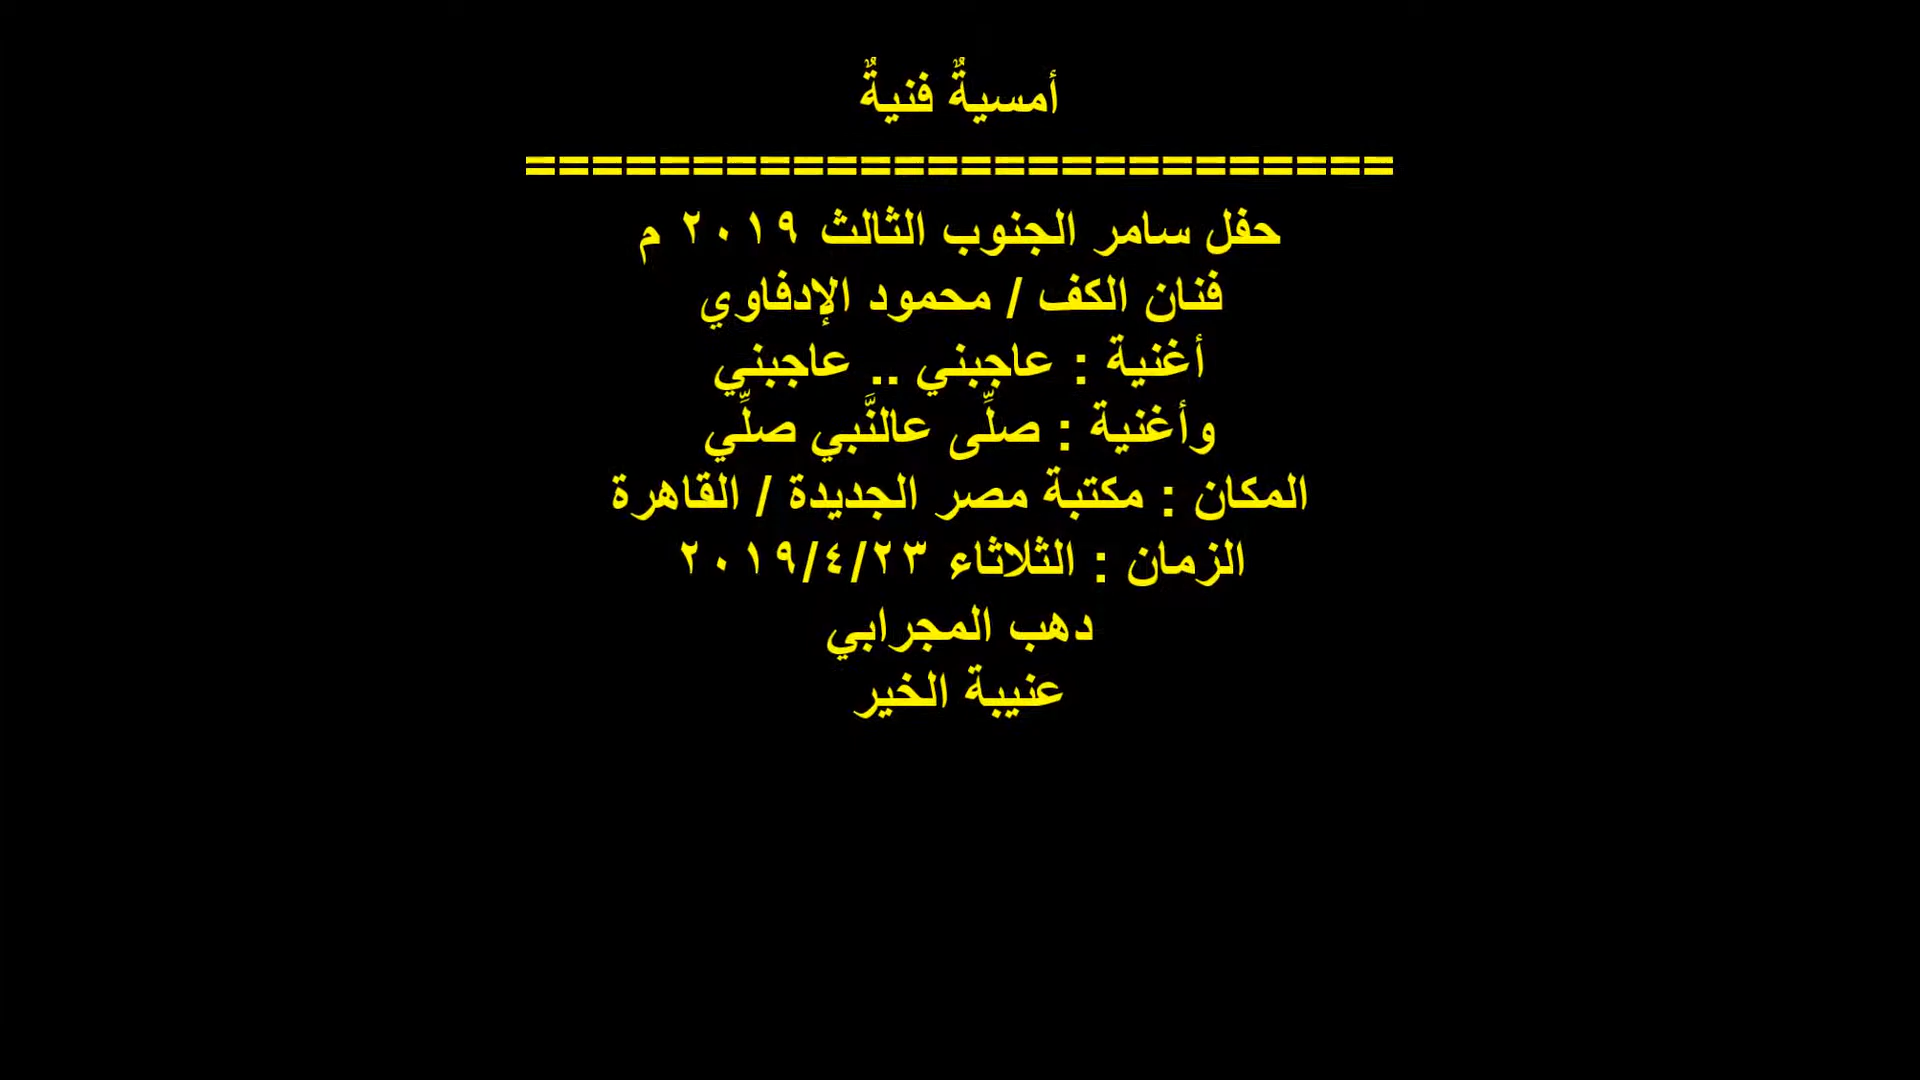 أمسيةٌ فنيةٌ
==========================
حفل سامر الجنوب الثالث ٢٠١٩ م
فنان الكف / محمود الإدفاوي
أغنية : عاجبني .. عاجبني
وأغنية : صلِّى عالنَّبي صلِّي
المكان : مكتبة مصر الجديدة / القاهرة
الزمان : الثلاثاء ٢٠١٩/٤/٢٣
دهب المجرابي
عنيبة الخير